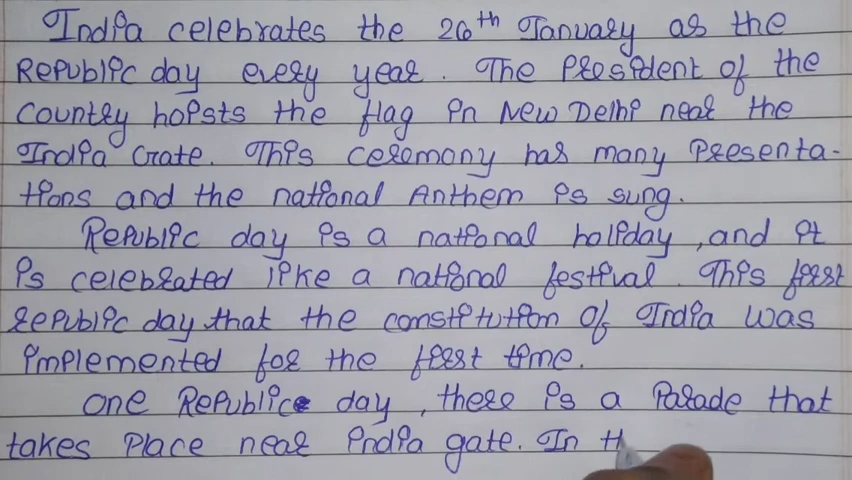 India celebrates the 26th January as the
Republic day every year. The President of the
Country hoists the flag in New Delhi near the
India Gate. This ceremony has many Presenta-
tions and the national Anthem is sung.
Republic day is a national holiday, and it
is celebrated like a national festival. This first
republic day that the constitution of India was
implemented for the first time.
One Republic day, there is a Parade that
takes Place near india gate. In t